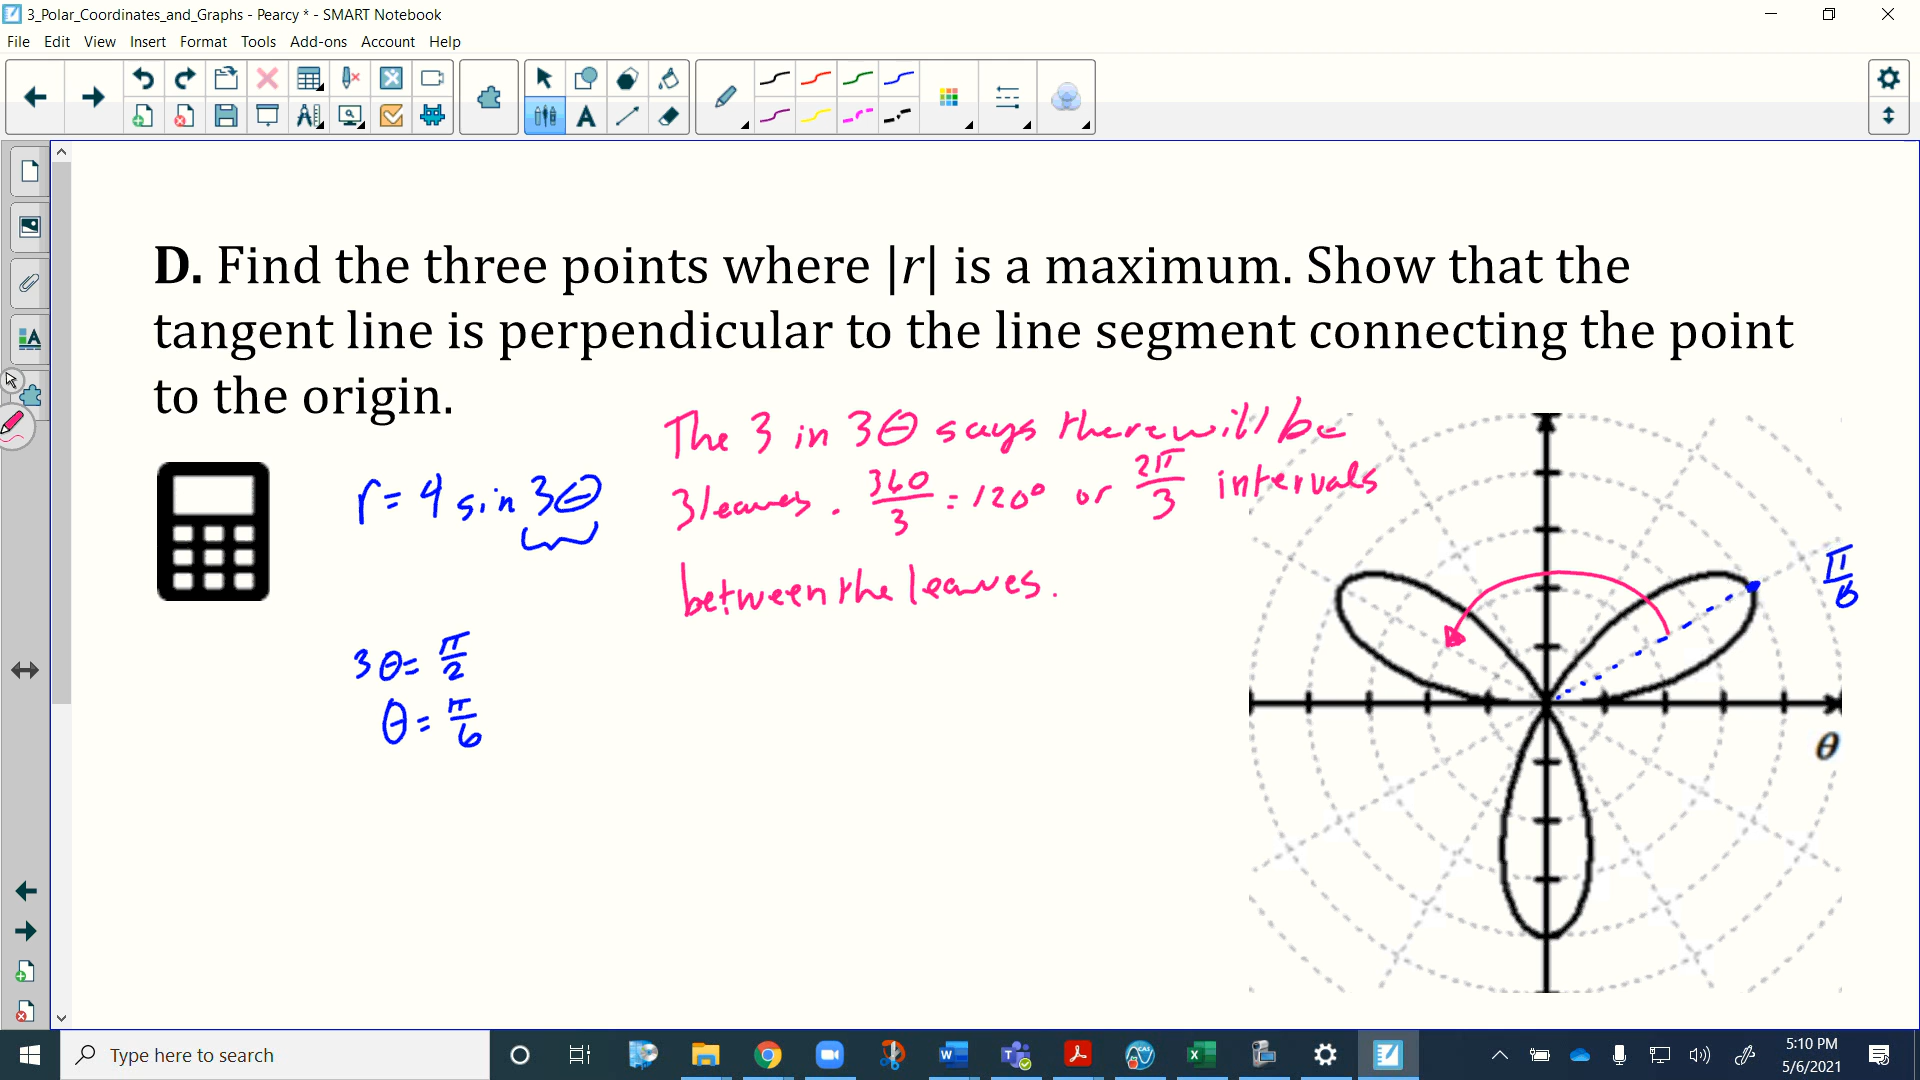 3_Polar_Coordinates_and_Graphs - Pearcy * - SMART Notebook
File Edit View Insert Format Tools Add-ons Account Help
D. Find the three points where |r| is a maximum. Show that the
tangent line is perpendicular to the line segment connecting the point
to the origin.
The 3 in 3θ says there will be
3 leaves. 360/3 = 120° or 2π/3 intervals
between the leaves.
r = 4 sin 3θ
3θ = π/2
θ = π/6
π/6
θ
Type here to search
5:10 PM
5/6/2021